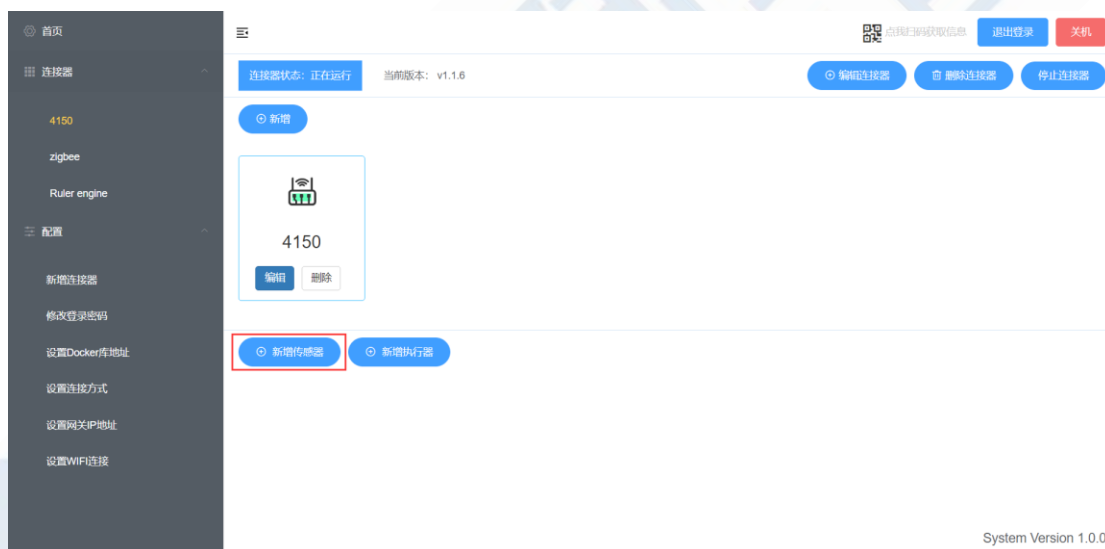 首页
点我扫码获取信息
退出登录
关机
连接器
连接器状态：正在运行
当前版本： v1.1.6
编辑连接器
删除连接器
停止连接器
4150
新增
zigbee
Ruler engine
4150
配置
编辑
删除
新增连接器
修改登录密码
设置Docker库地址
新增传感器
新增执行器
设置连接方式
设置网关IP地址
设置WIFI连接
System Version 1.0.0